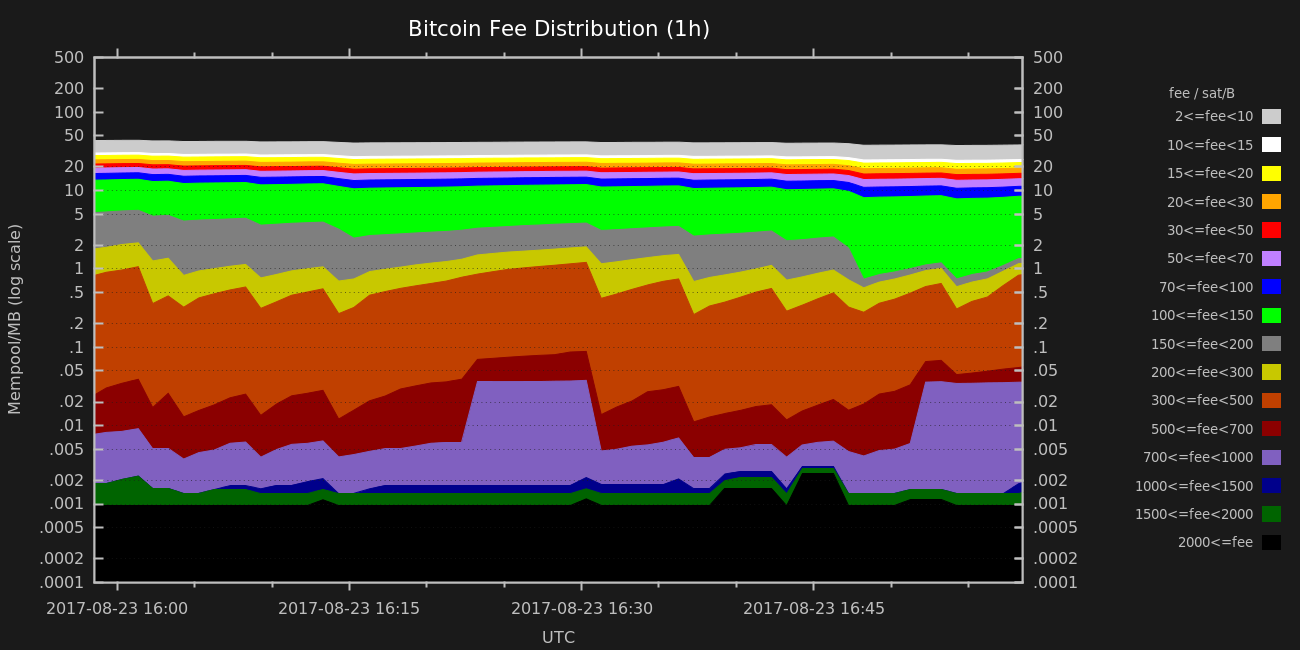 Bitcoin Fee Distribution (1h)
500 500
200 200
100 100
50 50
20 20
10 10
5 5
2 2
1 1
.5 .5
.2 .2
.1 .1
.05 .05
.02 .02
.01 .01
.005 .005
.002 .002
.001 .001
.0005 .0005
.0002 .0002
.0001 .0001
Mempool/MB (log scale)
2017-08-23 16:00 2017-08-23 16:15 2017-08-23 16:30 2017-08-23 16:45
UTC
fee / sat/B
2<=fee<10
10<=fee<15
15<=fee<20
20<=fee<30
30<=fee<50
50<=fee<70
70<=fee<100
100<=fee<150
150<=fee<200
200<=fee<300
300<=fee<500
500<=fee<700
700<=fee<1000
1000<=fee<1500
1500<=fee<2000
2000<=fee